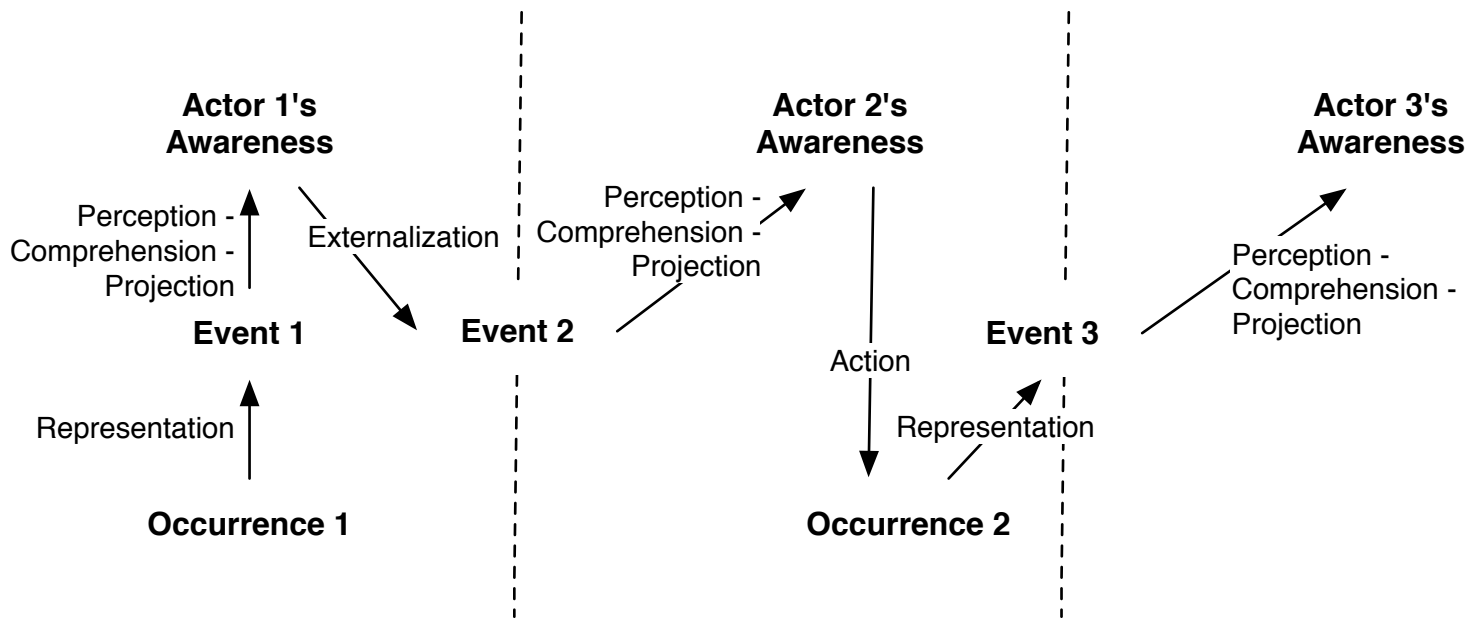 Actor 1's
Awareness
Actor 2's
Awareness
Actor 3's
Awareness
Perception -
Comprehension -
Projection
Externalization
Perception -
Comprehension -
Projection
Perception -
Comprehension -
Projection
Event 1
Event 2
Event 3
Action
Representation
Representation
Occurrence 1
Occurrence 2